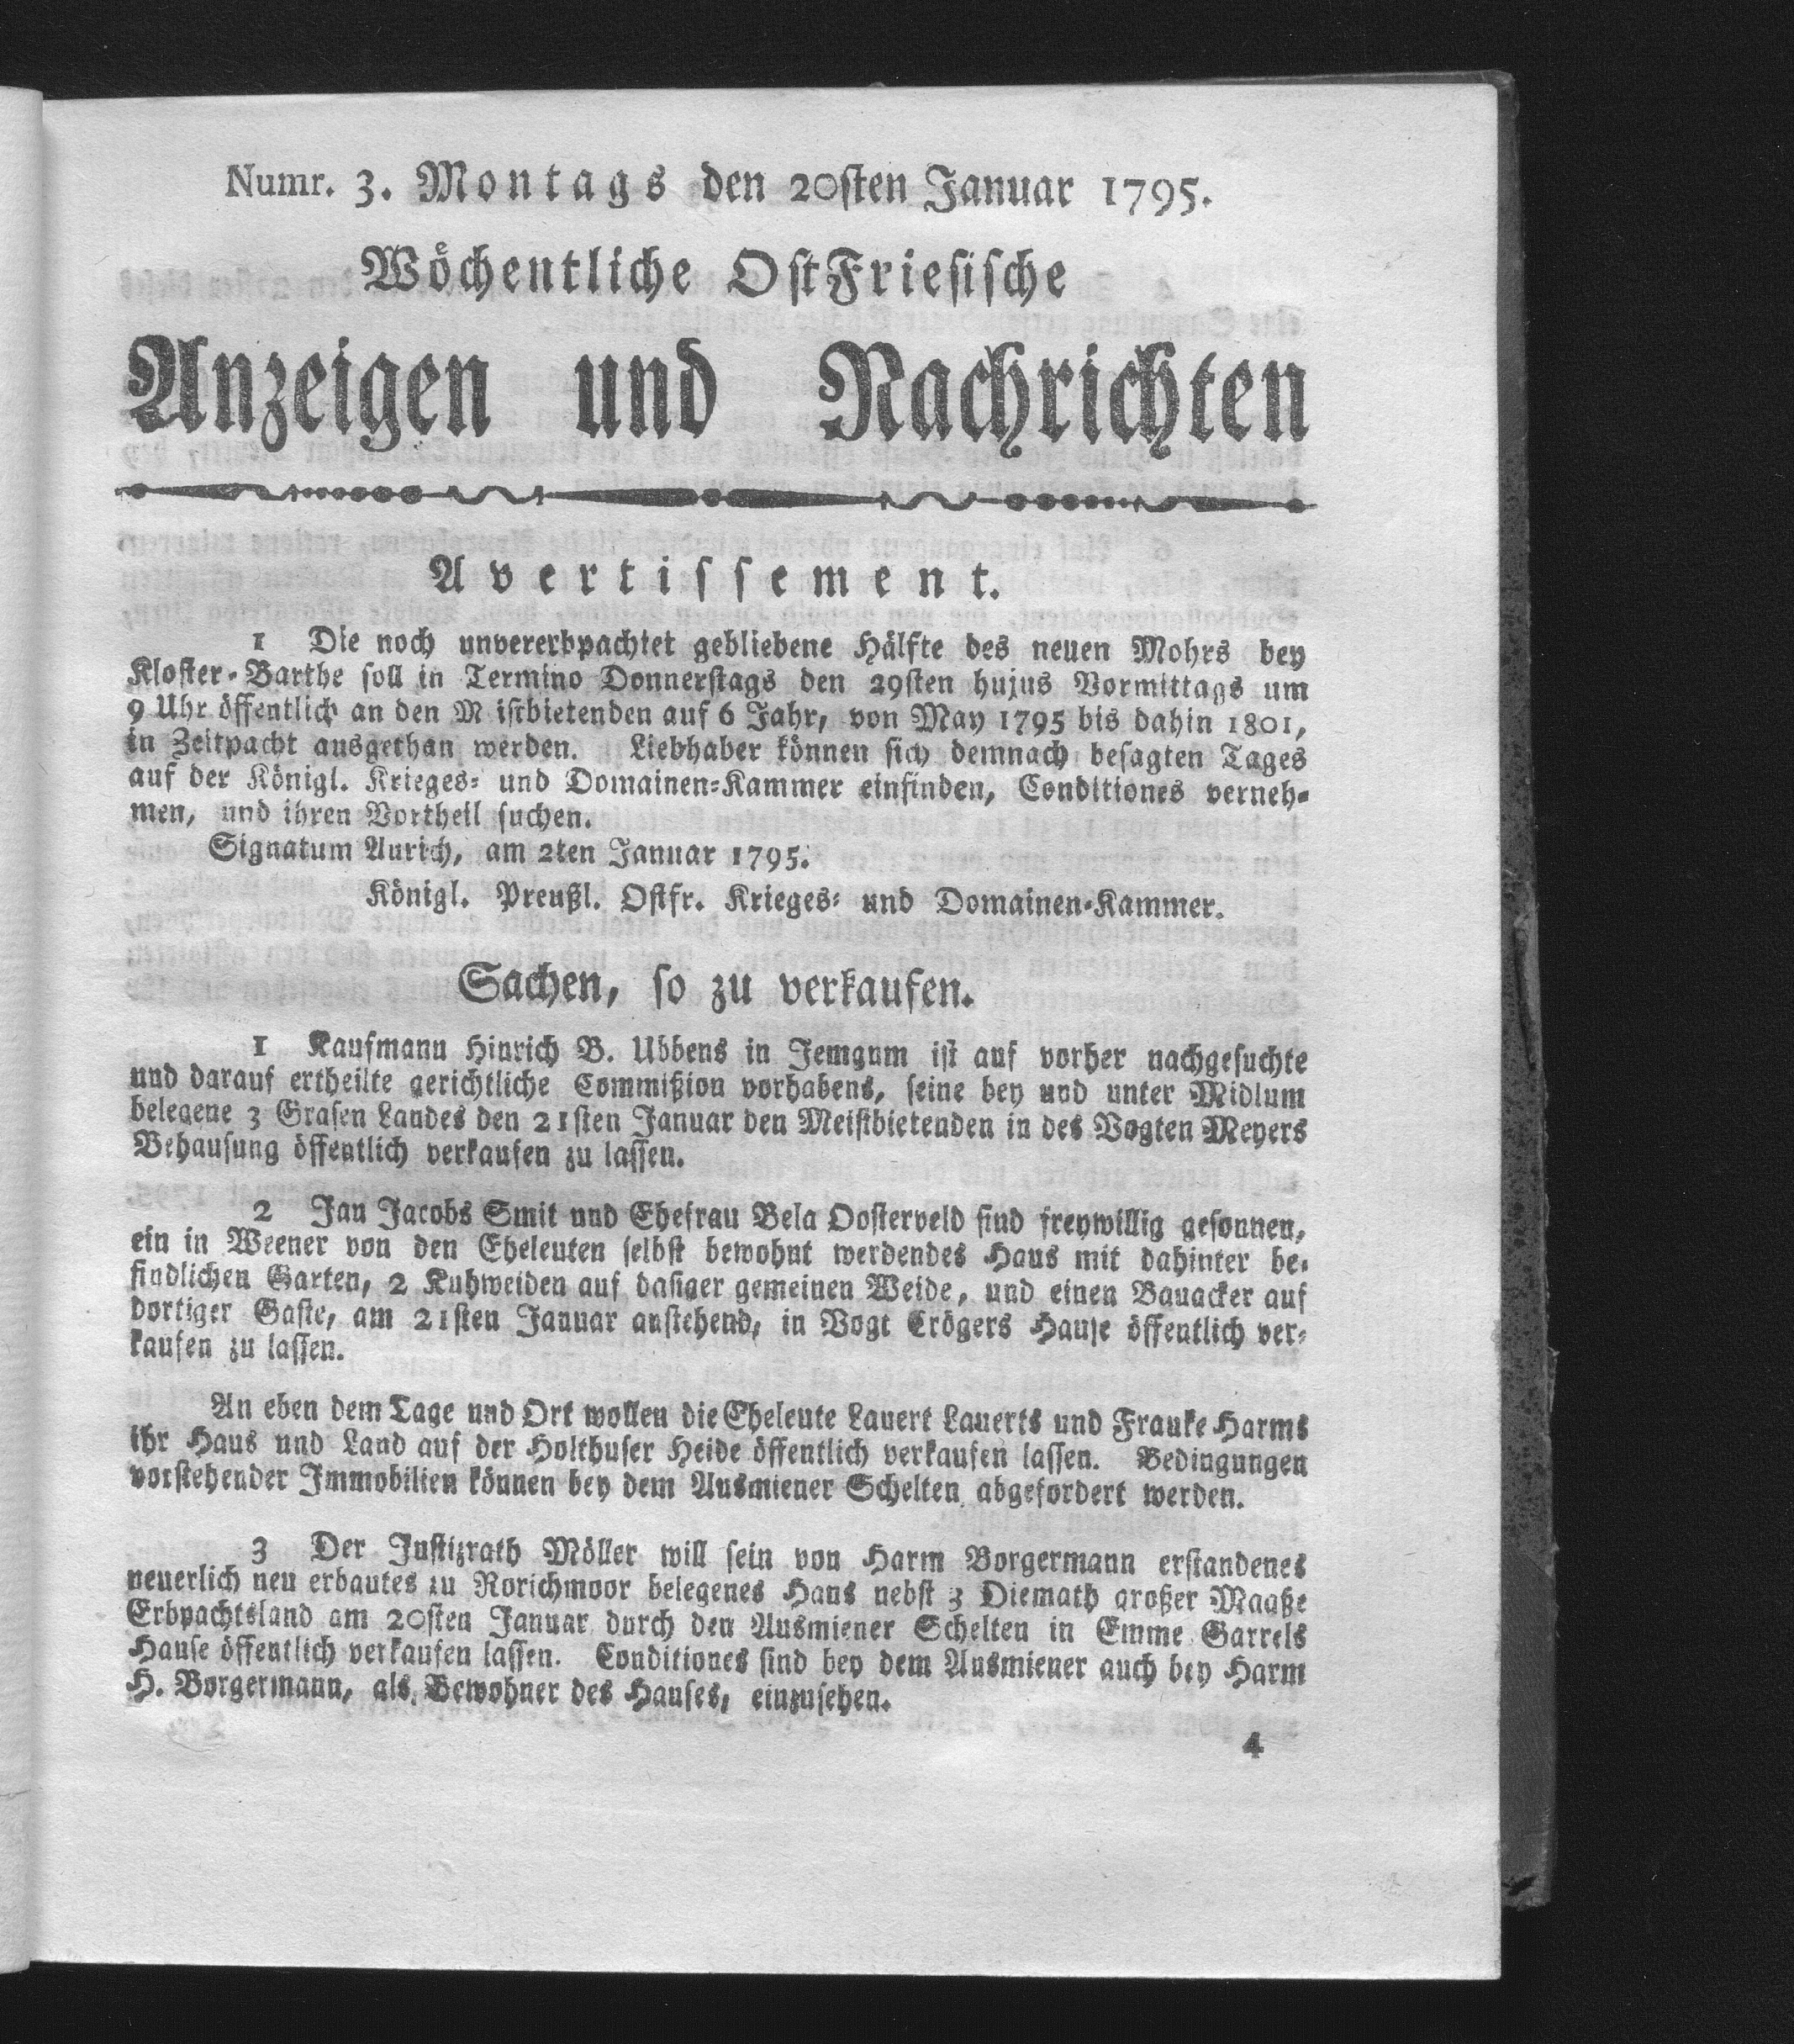 Numr. 3. Montags den 20sten Januar 1795.
Wöchentliche OstFriesische
Anzeigen und Nachrichten
Avertissement.
1 Die noch unvererbpachtet gebliebene Hälfte des neuen Mohrs bey
Kloster-Barthe soll in Termino Donnerstags den 29sten hujus Vormittags um
9 Uhr öffentlich an den M istbietenden auf 6 Jahr, von May 1795 bis dahin 1801,
in Zeitpacht ausgethan werden. Liebhaber können sich demnach besagten Tages
auf der Königl. Krieges- und Domainen-Kammer einfinden, Conditiones verneh-
men, und ihren Vortheil suchen.
Signatum Aurich, am 2ten Januar 1795.
Königl. Preußl. Ostfr. Krieges- und Domainen-Kammer.
Sachen, so zu verkaufen.
1 Kaufmann Hinrich B. Ubbens in Jemgum ist auf vorher nachgesuchte
und darauf ertheilte gerichtliche Commißion vorhabens, seine bey und unter Midlum
belegene 3 Grasen Landes den 21sten Januar den Meistbietenden in des Vogten Meyers
Behausung öffentlich verkaufen zu lassen.
2 Jan Jacobs Smit und Ehefrau Bela Oosterveld sind freywillig gesonnen,
ein in Weener von den Eheleuten selbst bewohnt werdendes Haus mit dahinter be-
findlichen Garten, 2 Kuhweiden auf dasiger gemeinen Weide, und einen Bauacker auf
dortiger Gaste, am 21sten Januar anstehend, in Vogt Crögers Hause öffentlich ver-
kaufen zu lassen.
An eben dem Tage und Ort wollen die Eheleute Lauert Lauerts und Frauke Harms
ihr Haus und Land auf der Holthuser Heide öffentlich verkaufen lassen. Bedingungen
vorstehender Immobilien können bey dem Ausmiener Schelten abgefordert werden.
3 Der Justizrath Möller will sein von Harm Borgermann erstandenes
neuerlich neu erbautes zu Rorichmoor belegenes Haus nebst 3 Diemath großer Maaße
Erbpachtsland am 20sten Januar durch den Ausmiener Schelten in Emme Garrels
Hause öffentlich verkaufen lassen. Conditiones sind bey dem Ausmiener auch bey Harm
H. Borgermann, als Bewohner des Hauses, einzusehen.
4